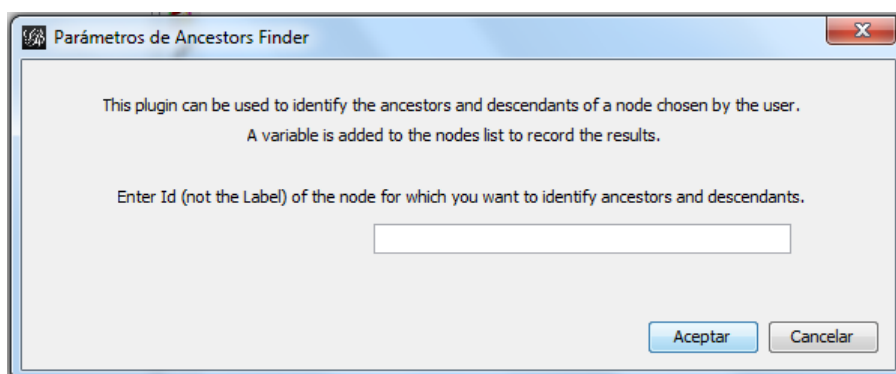 Parámetros de Ancestors Finder
This plugin can be used to identify the ancestors and descendants of a node chosen by the user.
A variable is added to the nodes list to record the results.
Enter Id (not the Label) of the node for which you want to identify ancestors and descendants.
Aceptar Cancelar